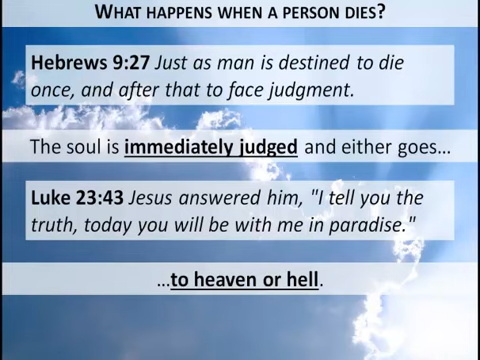 WHAT HAPPENS WHEN A PERSON DIES?
Hebrews 9:27 Just as man is destined to die
once, and after that to face judgment.
The soul is immediately judged and either goes…
Luke 23:43 Jesus answered him, "I tell you the
truth, today you will be with me in paradise."
…to heaven or hell.